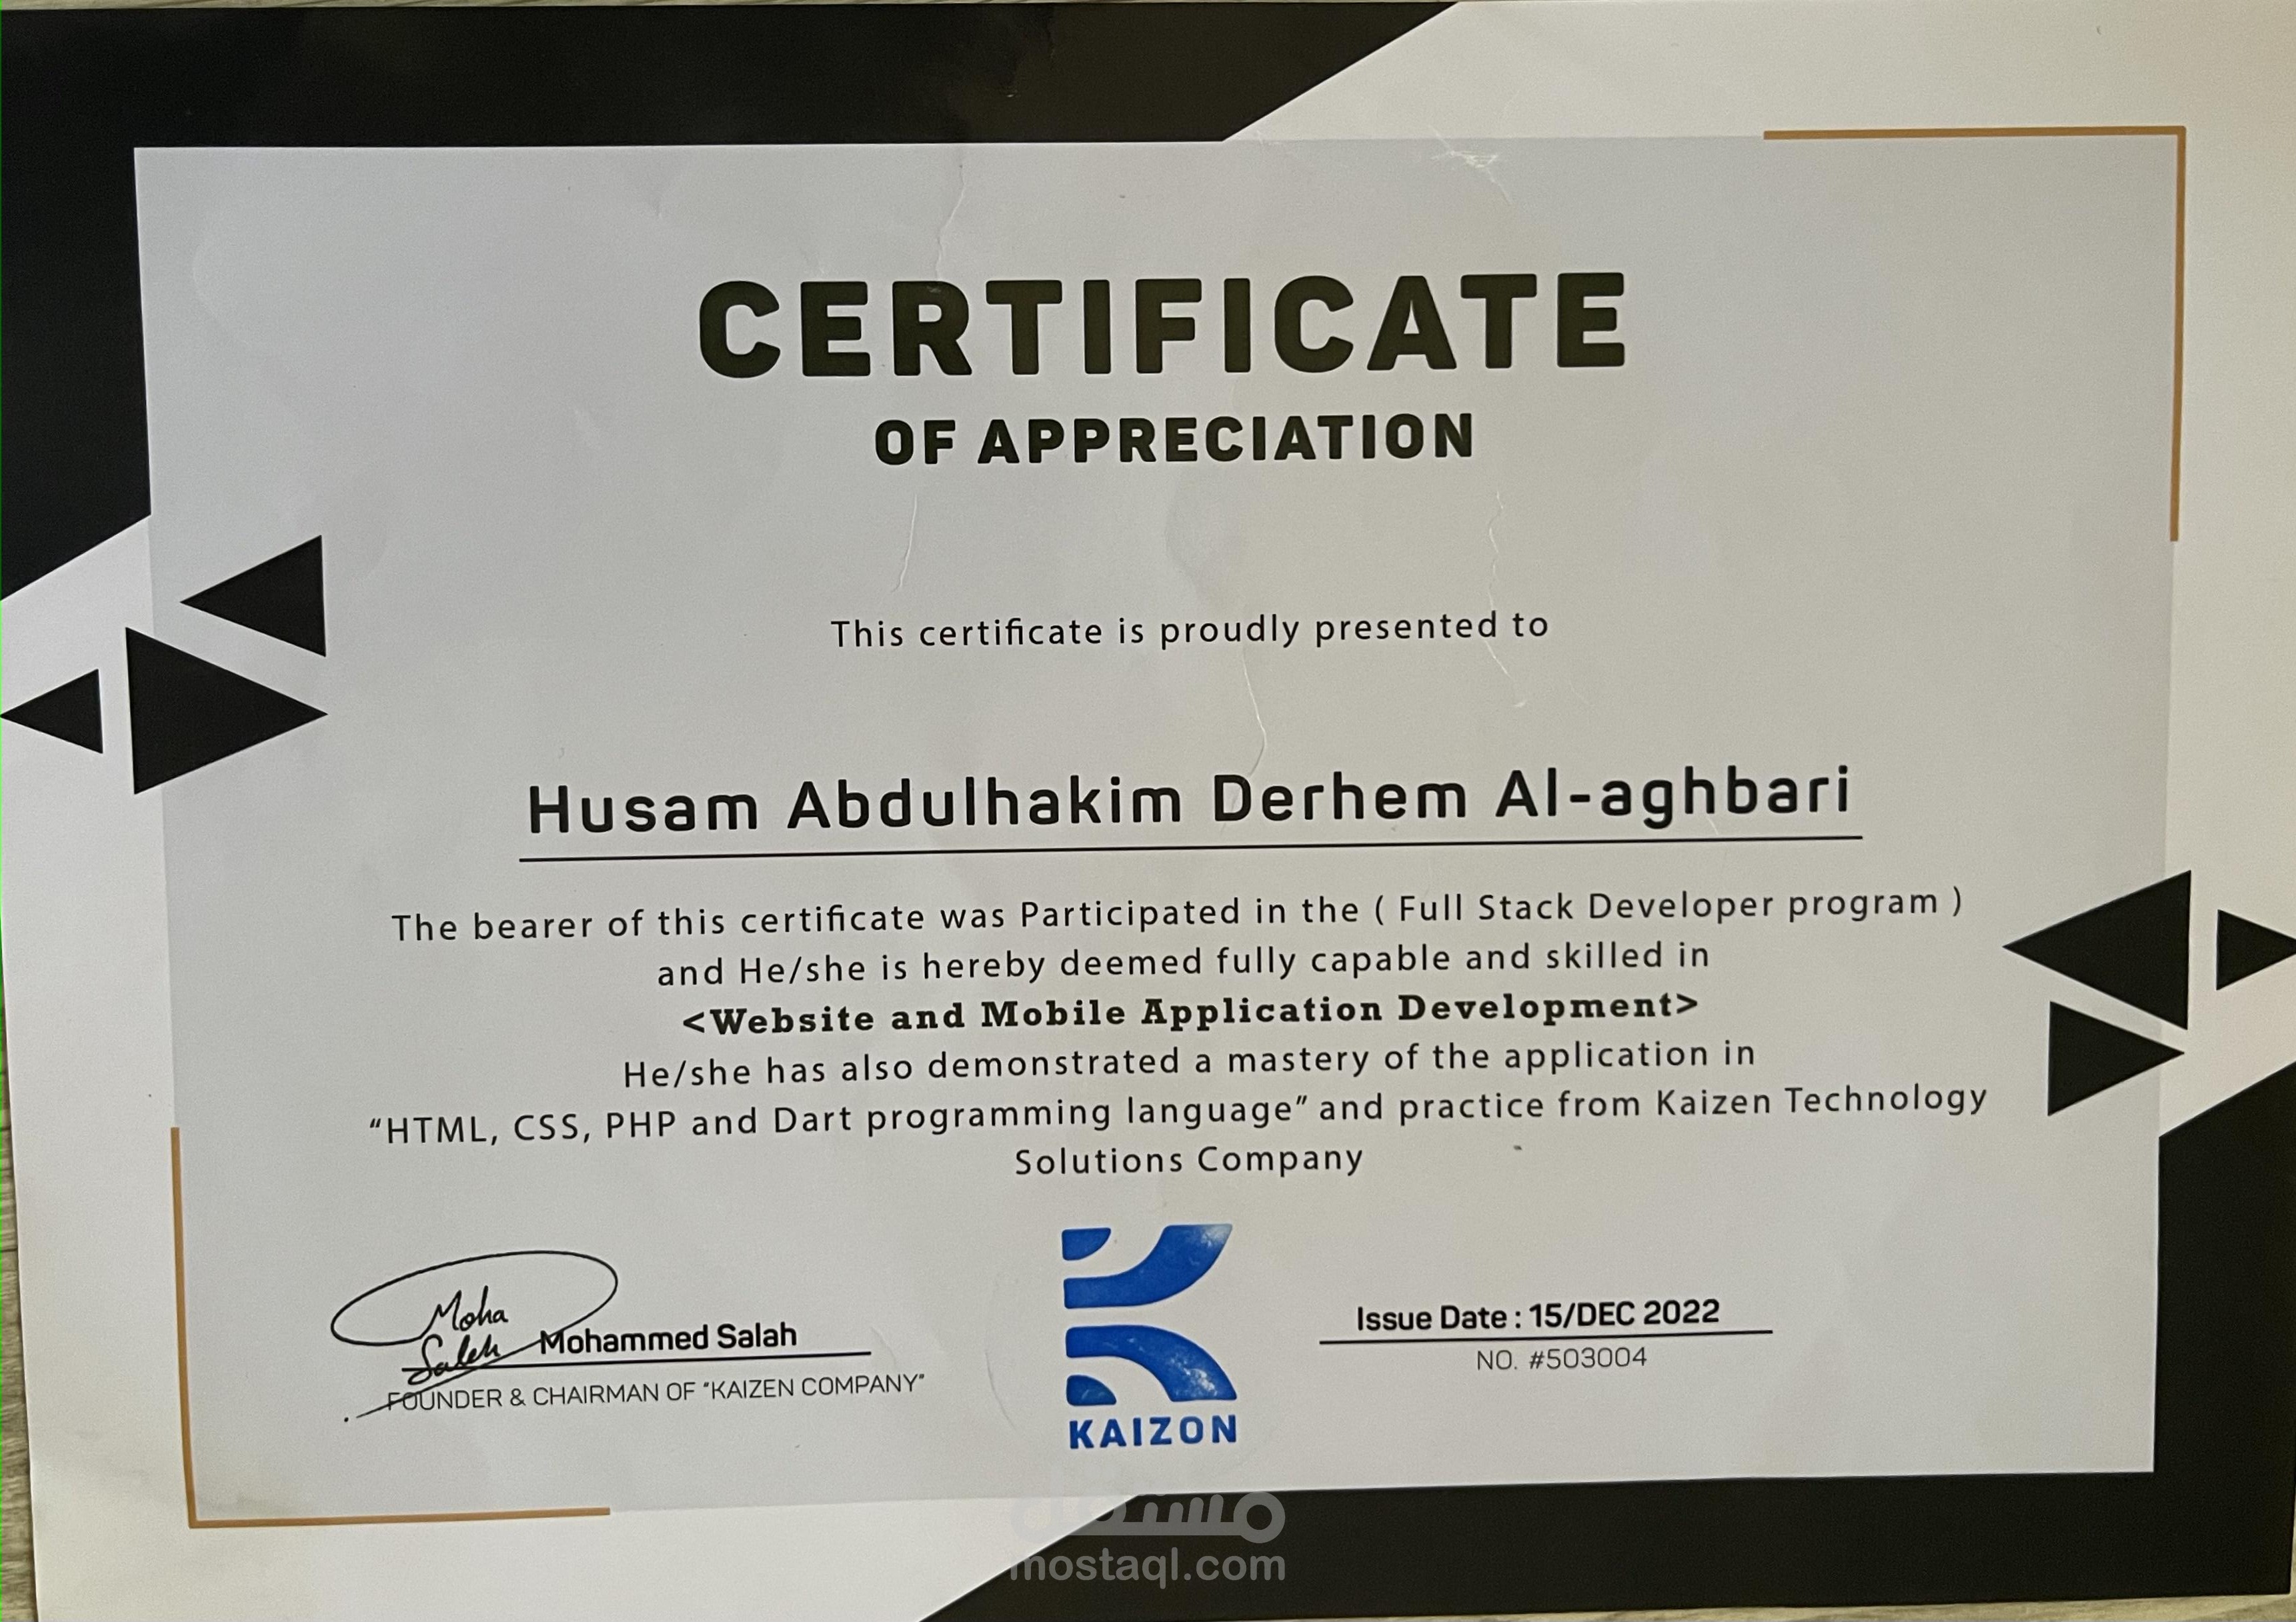 CERTIFICATE
OF APPRECIATION
This certificate is proudly presented to
Husam Abdulhakim Derhem Al-aghbari
The bearer of this certificate was Participated in the ( Full Stack Developer program )
and He/she is hereby deemed fully capable and skilled in
<Website and Mobile Application Development>
He/she has also demonstrated a mastery of the application in
“HTML, CSS, PHP and Dart programming language” and practice from Kaizen Technology
Solutions Company
Moha
Saleh
Mohammed Salah
FOUNDER & CHAIRMAN OF "KAIZEN COMPANY"
KAIZON
Issue Date : 15/DEC 2022
NO. #503004
مستقل
mostaql.com